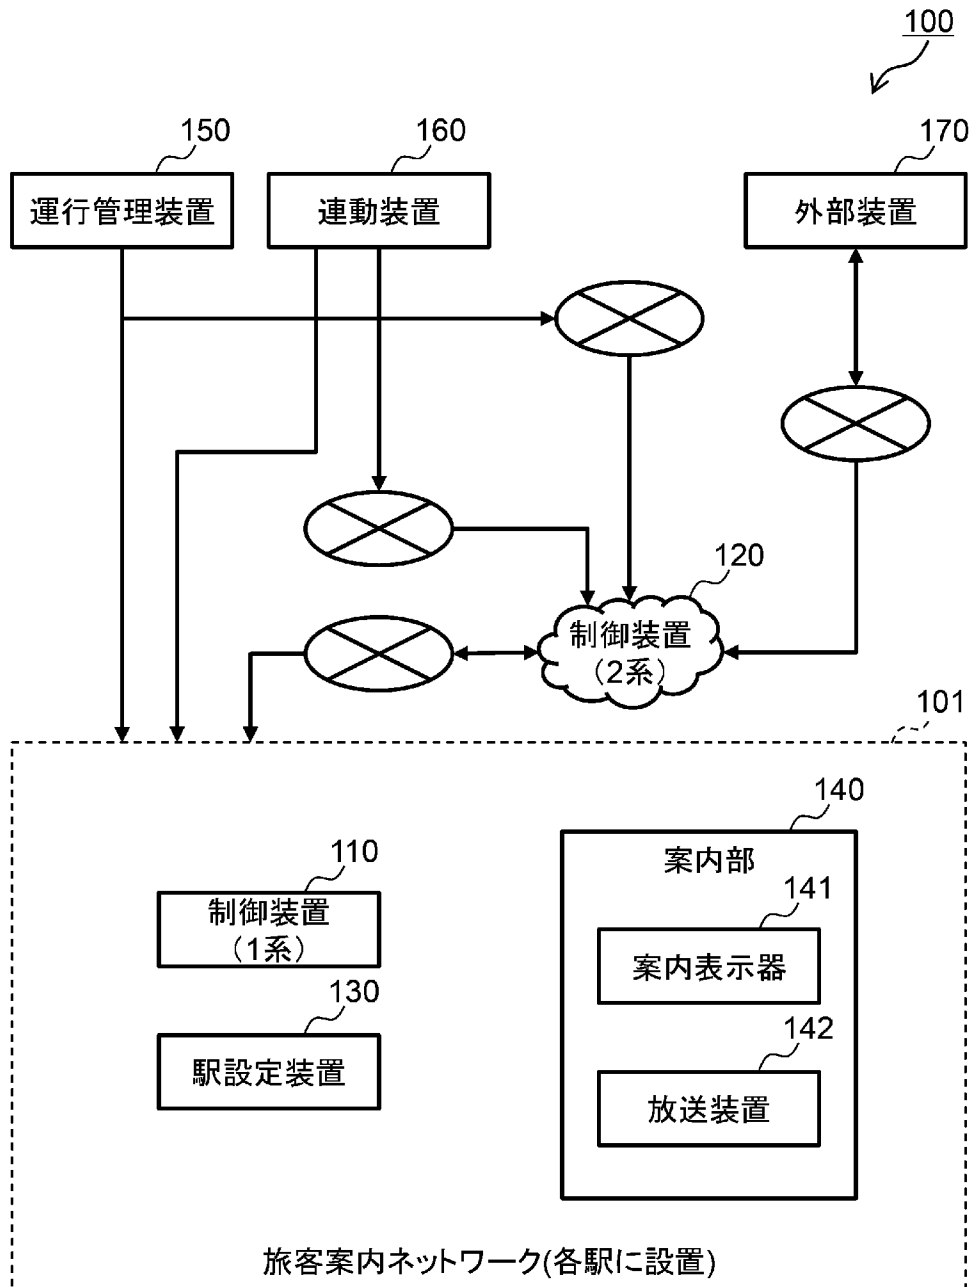 100
150
160
170
運行管理装置
連動装置
外部装置
120
制御装置
(2系)
101
140
案内部
110
制御装置
(1系)
141
案内表示器
130
駅設定装置
142
放送装置
旅客案内ネットワーク(各駅に設置)